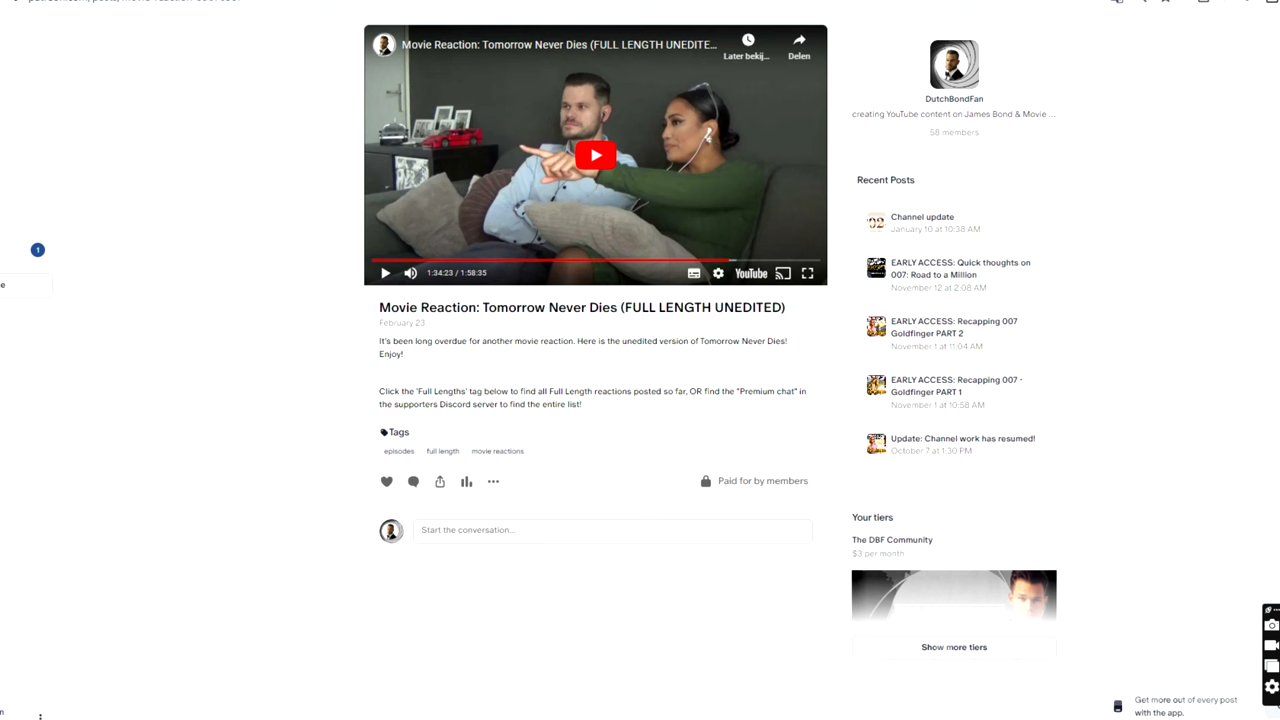 Movie Reaction: Tomorrow Never Dies (FULL LENGTH UNEDITE...
Later bekij...
Delen
1:34:23 / 1:58:35
YouTube
Movie Reaction: Tomorrow Never Dies (FULL LENGTH UNEDITED)
February 23
It's been long overdue for another movie reaction. Here is the unedited version of Tomorrow Never Dies!
Enjoy!
Click the 'Full Lengths' tag below to find all Full Length reactions posted so far, OR find the "Premium chat" in
the supporters Discord server to find the entire list!
Tags
episodes
full length
movie reactions
Paid for by members
Start the conversation...
DutchBondFan
creating YouTube content on James Bond & Movie ...
58 members
Recent Posts
Channel update
January 10 at 10:38 AM
EARLY ACCESS: Quick thoughts on
007: Road to a Million
November 12 at 2:08 AM
EARLY ACCESS: Recapping 007
Goldfinger PART 2
November 1 at 11:04 AM
EARLY ACCESS: Recapping 007 -
Goldfinger PART 1
November 1 at 10:58 AM
Update: Channel work has resumed!
October 7 at 1:30 PM
Your tiers
The DBF Community
$3 per month
Show more tiers
Get more out of every post
with the app.
1
e
n